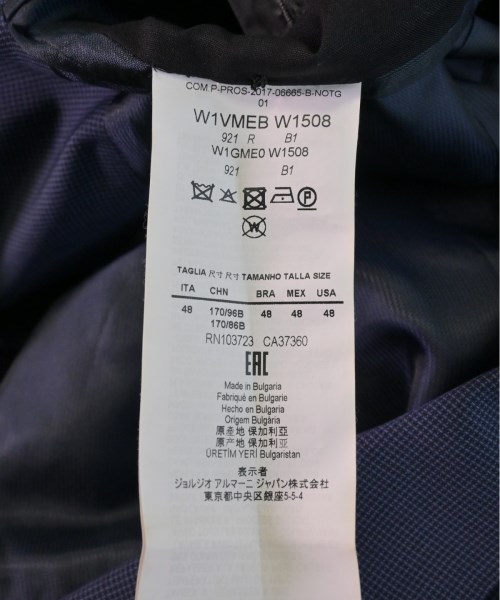 COM P-PROS-2017-06665-B-NOTG
01
W1VMEB W1508
921 R B1
W1GME0 W1508
921 B1
P
W
TAGLIA 尺寸 尺寸 TAMANHO TALLA SIZE
ITA CHN BRA MEX USA
48 170/96B 48 48 48
170/86B
RN103723 CA37360
EAC
Made in Bulgaria
Fabriqué en Bulgarie
Hecho en Bulgaria
Origem Bulgária
原產地 保加利亞
原产地 保加利亚
ÜRETİM YERİ Bulgaristan
表示者
ジョルジオ アルマーニ ジャパン株式会社
東京都中央区銀座5-5-4